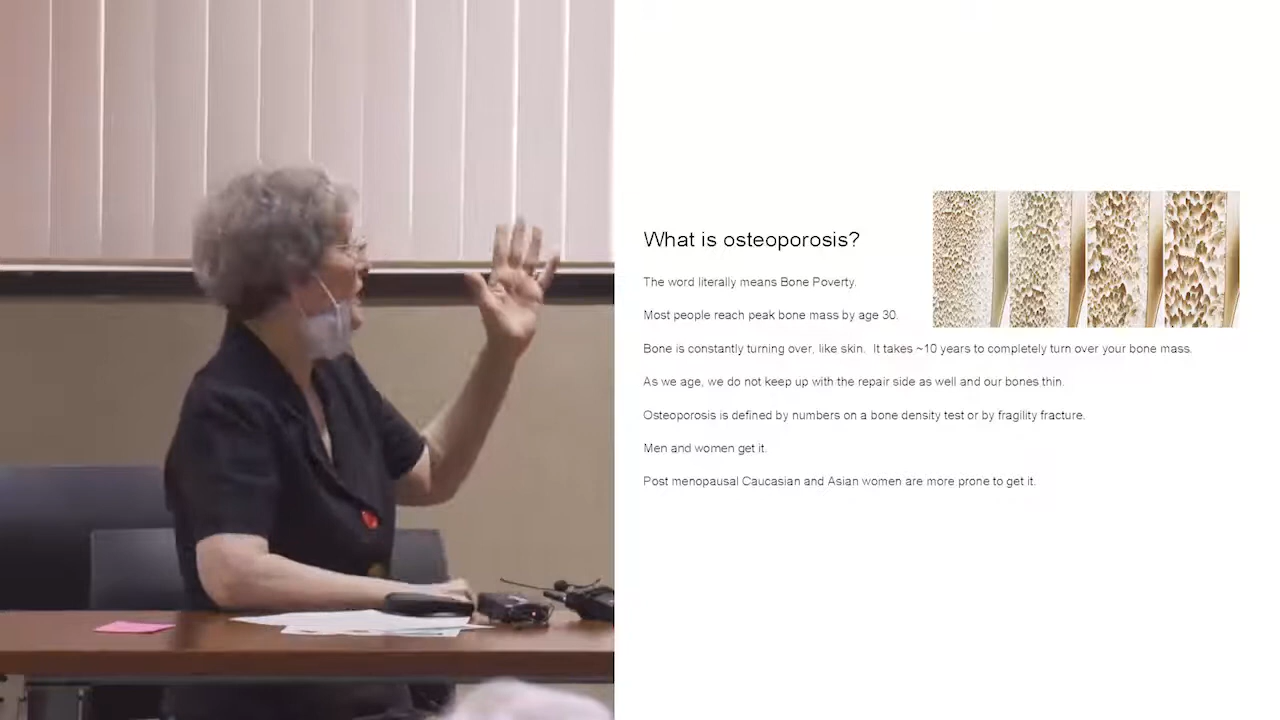 What is osteoporosis?
The word literally means Bone Poverty.
Most people reach peak bone mass by age 30.
Bone is constantly turning over, like skin.  It takes ~10 years to completely turn over your bone mass.
As we age, we do not keep up with the repair side as well and our bones thin.
Osteoporosis is defined by numbers on a bone density test or by fragility fracture.
Men and women get it.
Post menopausal Caucasian and Asian women are more prone to get it.